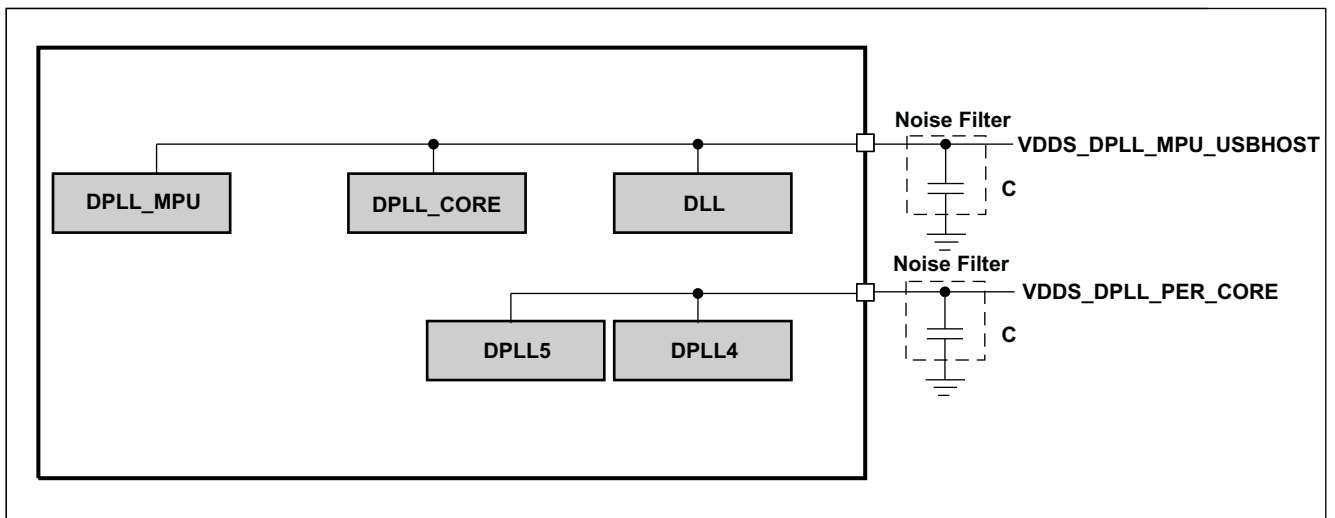 Noise Filter
VDDS_DPLL_MPU_USBHOST
DPLL_MPU
DPLL_CORE
DLL
C
Noise Filter
VDDS_DPLL_PER_CORE
DPLL5
DPLL4
C